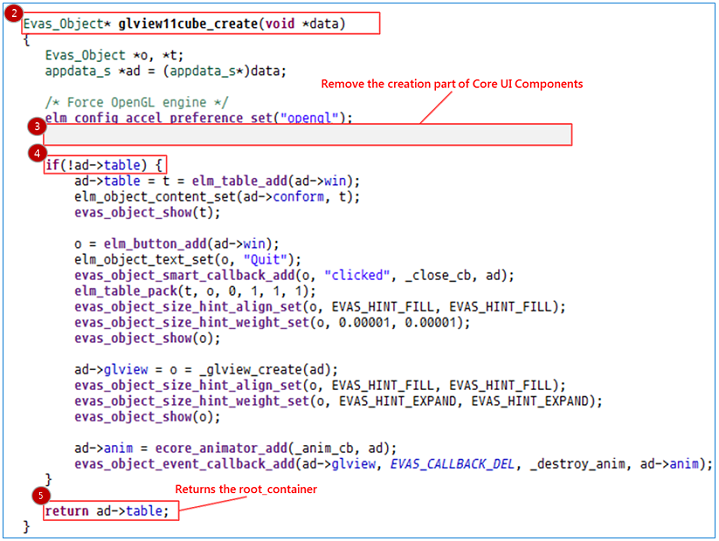 2
Evas_Object* glview11cube_create(void *data)
{
Evas_Object *o, *t;
appdata_s *ad = (appdata_s*)data;
Remove the creation part of Core UI Components
/* Force OpenGL engine */
elm_config_accel_preference_set("opengl");
3
4
if(!ad->table) {
ad->table = t = elm_table_add(ad->win);
elm_object_content_set(ad->conform, t);
evas_object_show(t);
o = elm_button_add(ad->win);
elm_object_text_set(o, "Quit");
evas_object_smart_callback_add(o, "clicked", _close_cb, ad);
elm_table_pack(t, o, 0, 1, 1, 1);
evas_object_size_hint_align_set(o, EVAS_HINT_FILL, EVAS_HINT_FILL);
evas_object_size_hint_weight_set(o, 0.00001, 0.00001);
evas_object_show(o);
ad->glview = o = _glview_create(ad);
evas_object_size_hint_align_set(o, EVAS_HINT_FILL, EVAS_HINT_FILL);
evas_object_size_hint_weight_set(o, EVAS_HINT_EXPAND, EVAS_HINT_EXPAND);
evas_object_show(o);
ad->anim = ecore_animator_add(_anim_cb, ad);
evas_object_event_callback_add(ad->glview, EVAS_CALLBACK_DEL, _destroy_anim, ad->anim);
}
5
Returns the root_container
return ad->table;
}